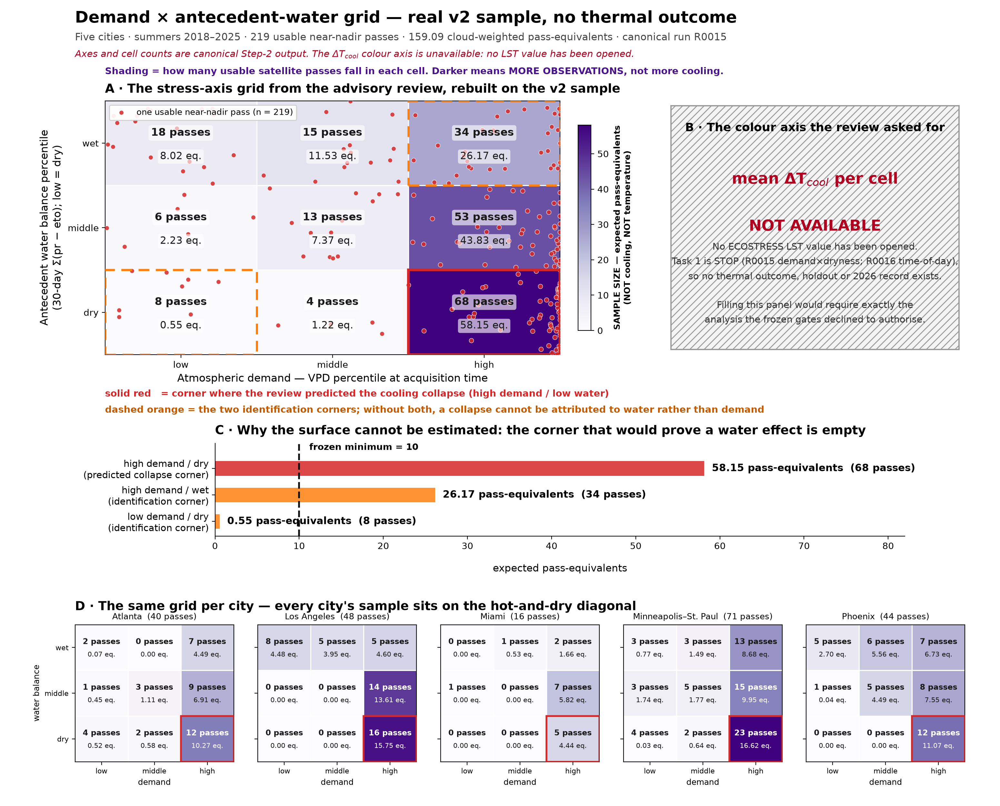 Demand × antecedent-water grid — real v2 sample, no thermal outcome
Five cities · summers 2018–2025 · 219 usable near-nadir passes · 159.09 cloud-weighted pass-equivalents · canonical run R0015
Axes and cell counts are canonical Step-2 output. The ΔTcool colour axis is unavailable: no LST value has been opened.
Shading = how many usable satellite passes fall in each cell. Darker means MORE OBSERVATIONS, not more cooling.
A · The stress-axis grid from the advisory review, rebuilt on the v2 sample
one usable near-nadir pass (n = 219)
Antecedent water balance percentile
(30-day Σ(pr − eto); low = dry)
wet
18 passes
8.02 eq.
15 passes
11.53 eq.
34 passes
26.17 eq.
middle
6 passes
2.23 eq.
13 passes
7.37 eq.
53 passes
43.83 eq.
dry
8 passes
0.55 eq.
4 passes
1.22 eq.
68 passes
58.15 eq.
low
middle
high
Atmospheric demand — VPD percentile at acquisition time
50
40
30
20
10
0
SAMPLE SIZE — expected pass-equivalents
(NOT cooling, NOT temperature)
B · The colour axis the review asked for
mean ΔTcool per cell
NOT AVAILABLE
No ECOSTRESS LST value has been opened.
Task 1 is STOP (R0015 demand×dryness; R0016 time-of-day),
so no thermal outcome, holdout or 2026 record exists.
Filling this panel would require exactly the
analysis the frozen gates declined to authorise.
solid red = corner where the review predicted the cooling collapse (high demand / low water)
dashed orange = the two identification corners; without both, a collapse cannot be attributed to water rather than demand
C · Why the surface cannot be estimated: the corner that would prove a water effect is empty
frozen minimum = 10
high demand / dry
(predicted collapse corner)
58.15 pass-equivalents (68 passes)
high demand / wet
(identification corner)
26.17 pass-equivalents (34 passes)
low demand / dry
(identification corner)
0.55 pass-equivalents (8 passes)
0
10
20
30
40
50
60
70
80
expected pass-equivalents
D · The same grid per city — every city's sample sits on the hot-and-dry diagonal
water balance
wet
middle
dry
Atlanta (40 passes)
2 passes
0.07 eq.
0 passes
0.00 eq.
7 passes
4.49 eq.
1 passes
0.45 eq.
3 passes
1.11 eq.
9 passes
6.91 eq.
4 passes
0.52 eq.
2 passes
0.58 eq.
12 passes
10.27 eq.
low
middle
high
demand
Los Angeles (48 passes)
8 passes
4.48 eq.
5 passes
3.95 eq.
5 passes
4.60 eq.
0 passes
0.00 eq.
0 passes
0.00 eq.
14 passes
13.61 eq.
0 passes
0.00 eq.
0 passes
0.00 eq.
16 passes
15.75 eq.
low
middle
high
demand
Miami (16 passes)
0 passes
0.00 eq.
1 passes
0.53 eq.
2 passes
1.66 eq.
1 passes
0.00 eq.
0 passes
0.00 eq.
7 passes
5.82 eq.
0 passes
0.00 eq.
0 passes
0.00 eq.
5 passes
4.44 eq.
low
middle
high
demand
Minneapolis–St. Paul (71 passes)
3 passes
0.77 eq.
3 passes
1.49 eq.
13 passes
8.68 eq.
3 passes
1.74 eq.
5 passes
1.77 eq.
15 passes
9.95 eq.
4 passes
0.03 eq.
2 passes
0.64 eq.
23 passes
16.62 eq.
low
middle
high
demand
Phoenix (44 passes)
5 passes
2.70 eq.
6 passes
5.56 eq.
7 passes
6.73 eq.
1 passes
0.04 eq.
5 passes
4.49 eq.
8 passes
7.55 eq.
0 passes
0.00 eq.
0 passes
0.00 eq.
12 passes
11.07 eq.
low
middle
high
demand